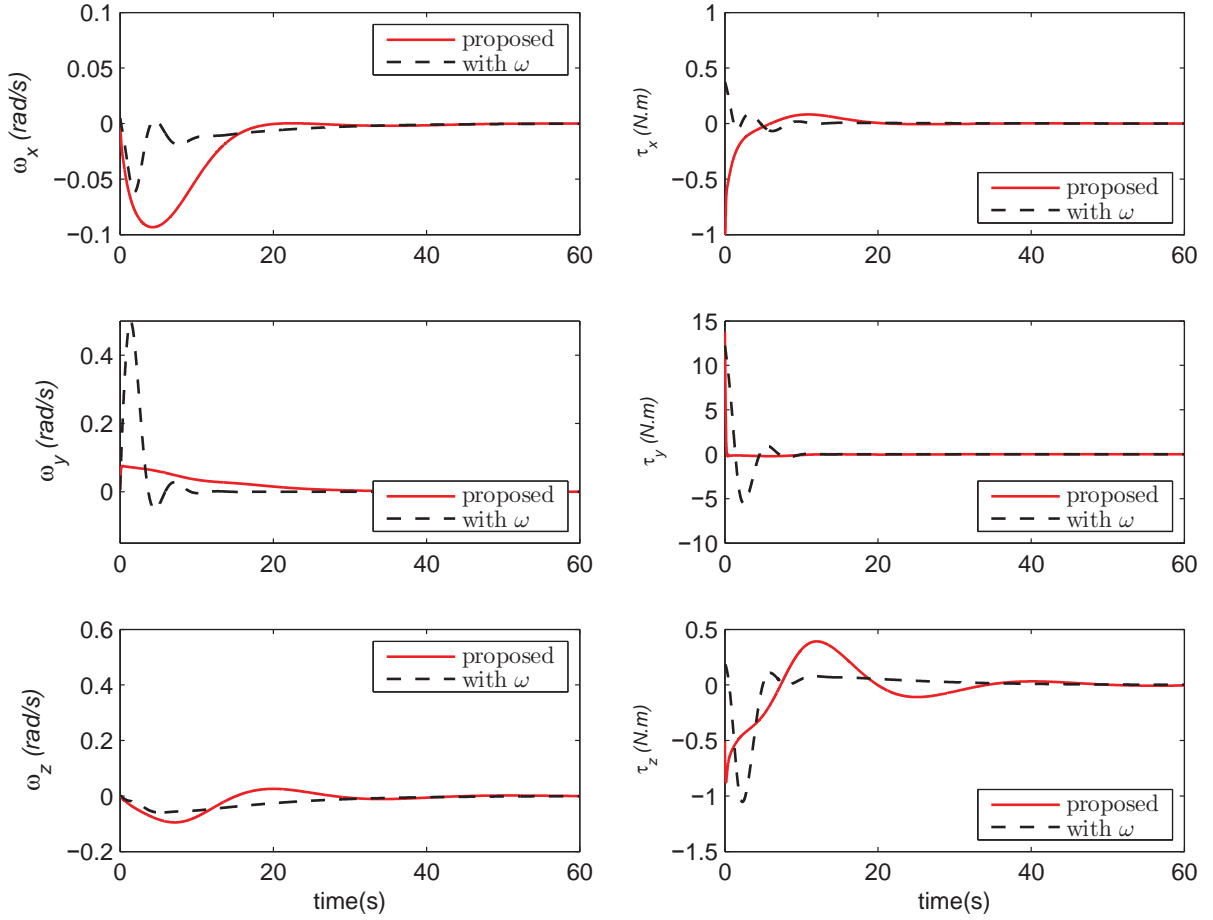 0.1
0.05
0
−0.05
−0.1
ω_x (rad/s)
proposed
with ω
0
20
40
60
1
0.5
0
−0.5
−1
τ_x (N.m)
proposed
with ω
0
20
40
60
0.4
0.2
0
ω_y (rad/s)
proposed
with ω
0
20
40
60
15
10
5
0
−5
−10
τ_y (N.m)
proposed
with ω
0
20
40
60
0.6
0.4
0.2
0
−0.2
ω_z (rad/s)
proposed
with ω
0
20
40
60
time(s)
0.5
0
−0.5
−1
−1.5
τ_z (N.m)
proposed
with ω
0
20
40
60
time(s)